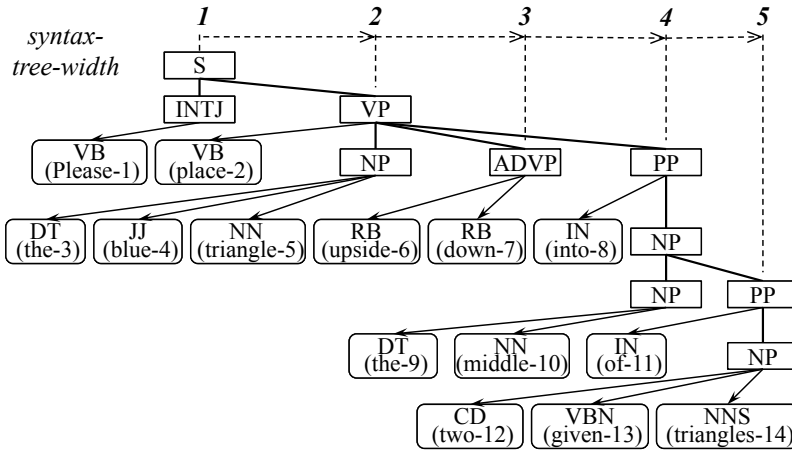 1 2 3 4 5
syntax-
tree-width
S
INTJ VP
VB VB
(Please-1) (place-2)
NP ADVP PP
DT JJ NN RB RB IN
(the-3) (blue-4) (triangle-5) (upside-6) (down-7) (into-8)
NP
NP PP
DT NN IN
(the-9) (middle-10) (of-11)
NP
CD VBN NNS
(two-12) (given-13) (triangles-14)